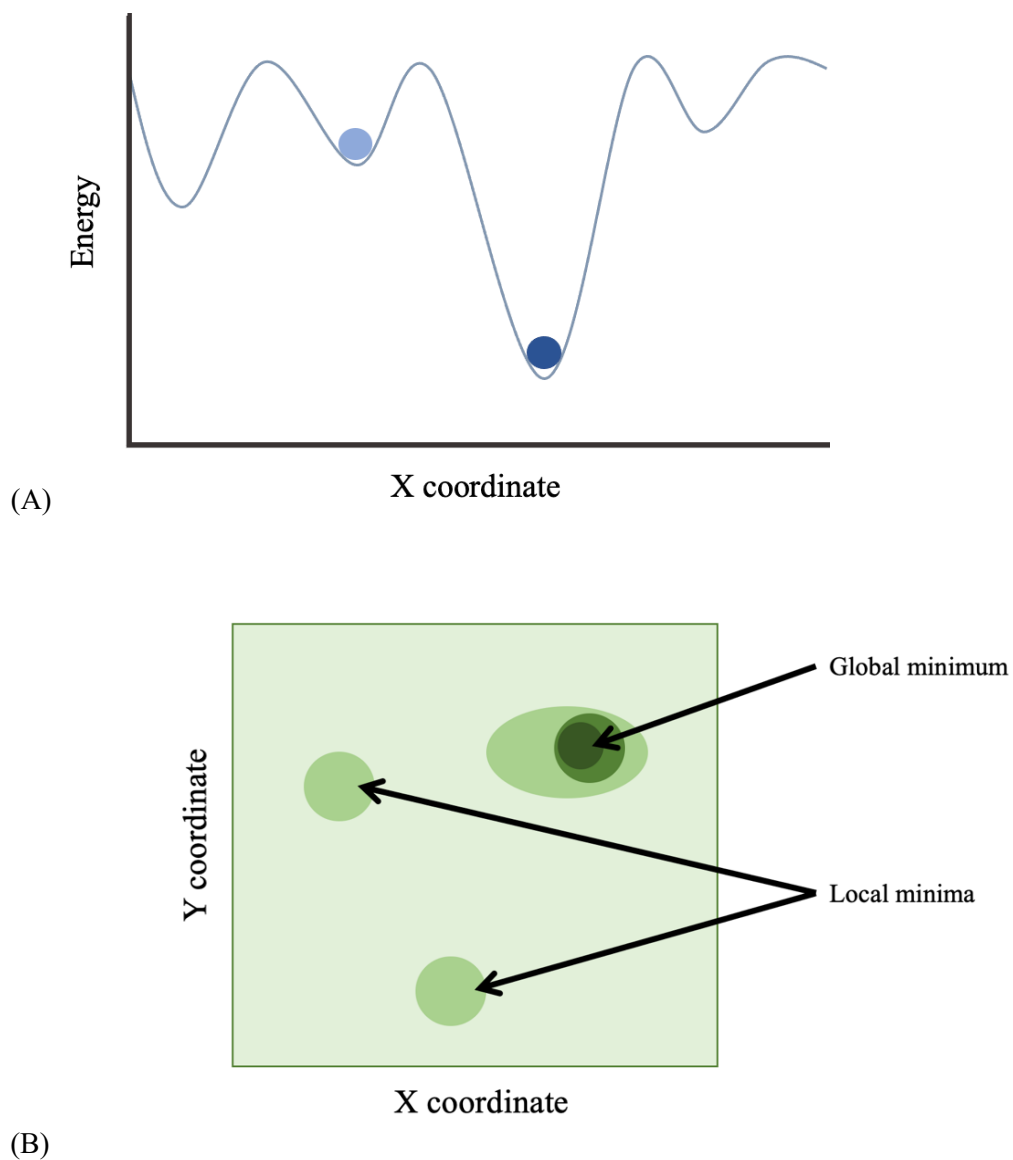 Energy
X coordinate
(A)
Global minimum
Y coordinate
Local minima
X coordinate
(B)